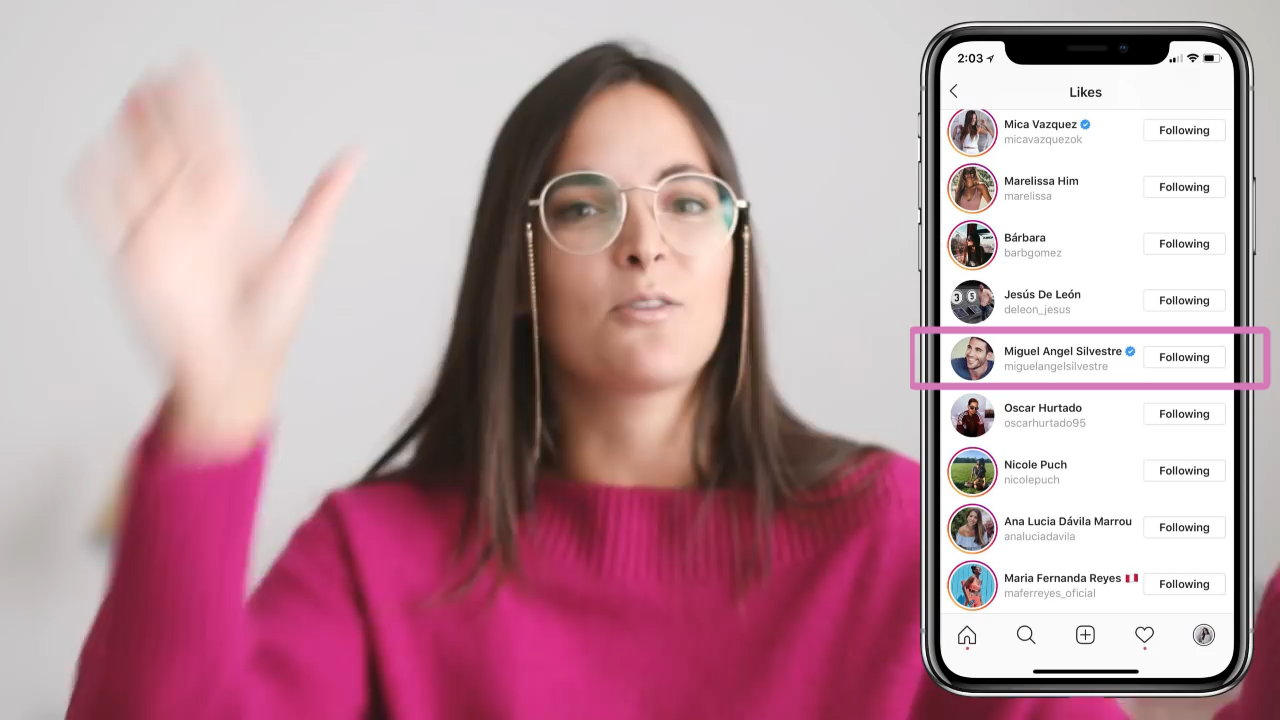 2:03
Likes
Mica Vazquez
micavazquezok
Following
Marelissa Him
marelissa
Following
Bárbara
barbgomez
Following
Jesús De León
deleon_jesus
Following
Miguel Angel Silvestre
miguelangelsilvestre
Following
Oscar Hurtado
oscarhurtado95
Following
Nicole Puch
nicolepuch
Following
Ana Lucia Dávila Marrou
analuciadavila
Following
Maria Fernanda Reyes
maferreyes_oficial
Following
3 5